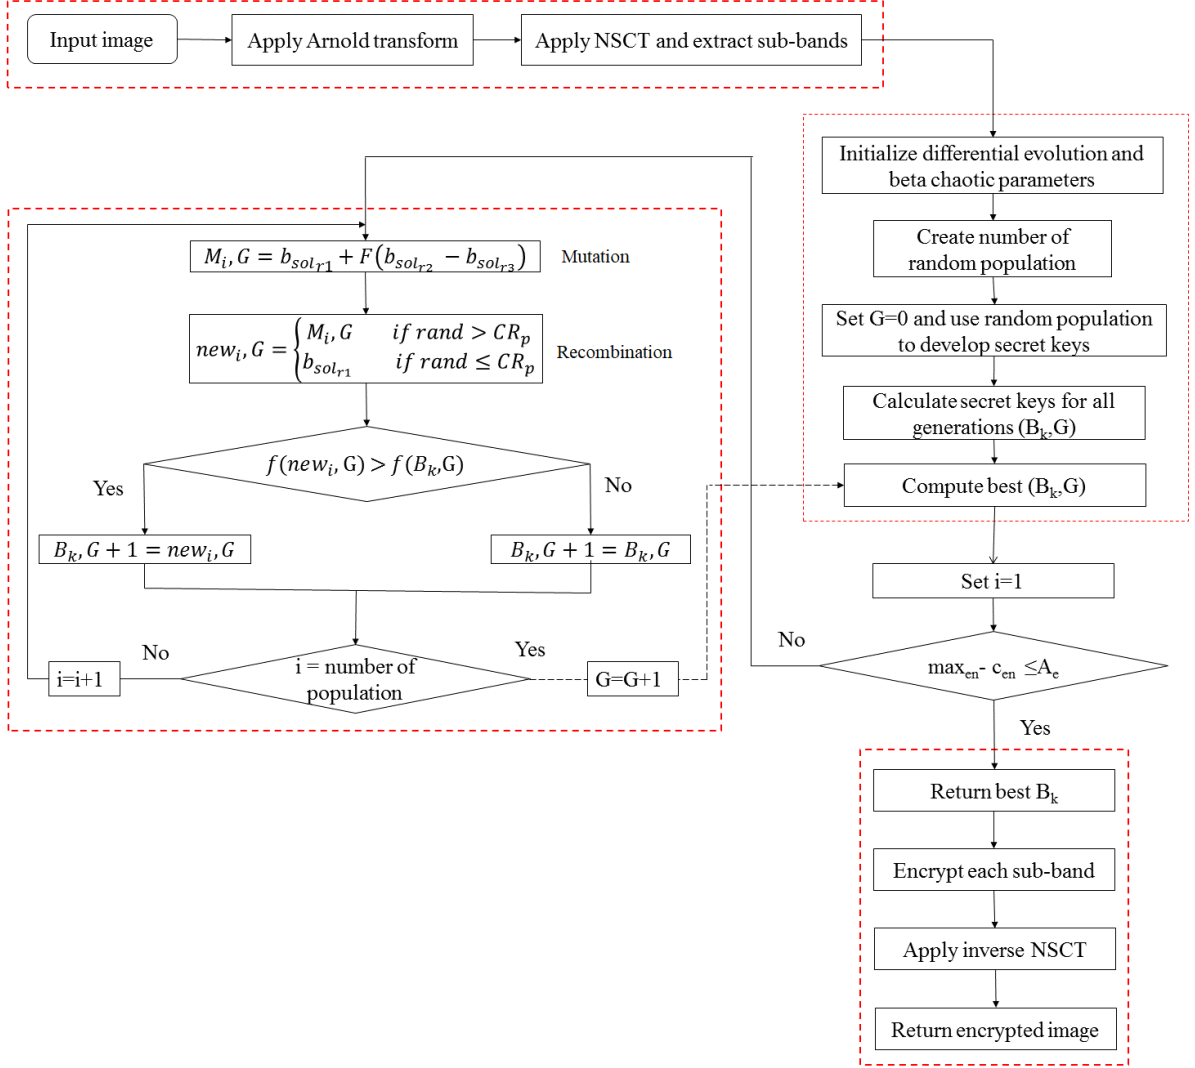 Input image
Apply Arnold transform
Apply NSCT and extract sub-bands
Initialize differential evolution and
beta chaotic parameters
Create number of
random population
Set G=0 and use random population
to develop secret keys
Calculate secret keys for all
generations (Bk,G)
Compute best (Bk,G)
Set i=1
maxen- cen ≤Ae
No
Yes
Mi, G = bsolr1 + F(bsolr2 − bsolr3)
Mutation
newi, G = { Mi, G if rand > CRp
bsolr1 if rand ≤ CRp
Recombination
f(newi, G) > f(Bk,G)
Yes
No
Bk, G + 1 = newi, G
Bk, G + 1 = Bk, G
i = number of
population
No
Yes
i=i+1
G=G+1
Return best Bk
Encrypt each sub-band
Apply inverse NSCT
Return encrypted image